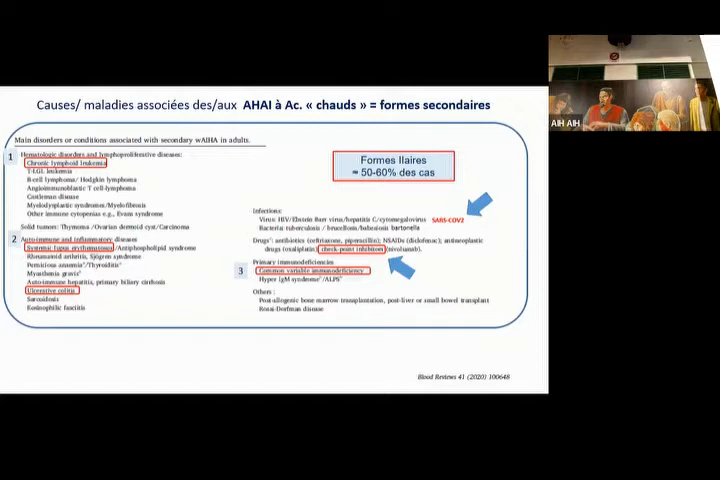 Causes/ maladies associées des/aux AHAI à Ac. « chauds » = formes secondaires
Main disorders or conditions associated with secondary wAIHA in adults.
1
Hematologic disorders and lymphoproliferative diseases:
Chronic lymphoid leukemia
T-LGL leukemia
B-cell lymphoma/ Hodgkin lymphoma
Angioimmunoblastic T cell-lymphoma
Castleman disease
Myelodysplastic syndromes/Myelofibrosis
Other immune cytopenias e.g., Evans syndrome
Solid tumors: Thymoma /Ovarian dermoid cyst/Carcinoma
2
Auto-immune and inflammatory diseases
Systemic lupus erythematosus/Antiphospholipid syndrome
Rheumatoid arthritis, Sjögren syndrome
Pernicious anemia*/Thyroiditis*
Myasthenia gravis*
Auto-immune hepatitis, primary biliary cirrhosis
Ulcerative colitis
Sarcoidosis
Eosinophilic fasciitis
Formes IIaires
≈ 50-60% des cas
Infections:
Virus: HIV/Ebstein Barr virus/hepatitis C/cytomegalovirus SARS-COV2
Bacteria: tuberculosis / brucellosis/babesiosis bartonella
Drugs*: antibiotics (ceftriaxone, piperacillin); NSAIDs (diclofenac); antineoplastic
drugs (oxaliplatin); check-point inhibitors (nivolumab).
Primary immunodeficiencies
3
Common variable immunodeficiency
Hyper IgM syndrome*/ALPS*
Others :
Post-allogenic bone marrow transplantation, post-liver or small bowel transplant
Rosai-Dorfman disease
Blood Reviews 41 (2020) 100648
AIH AIH